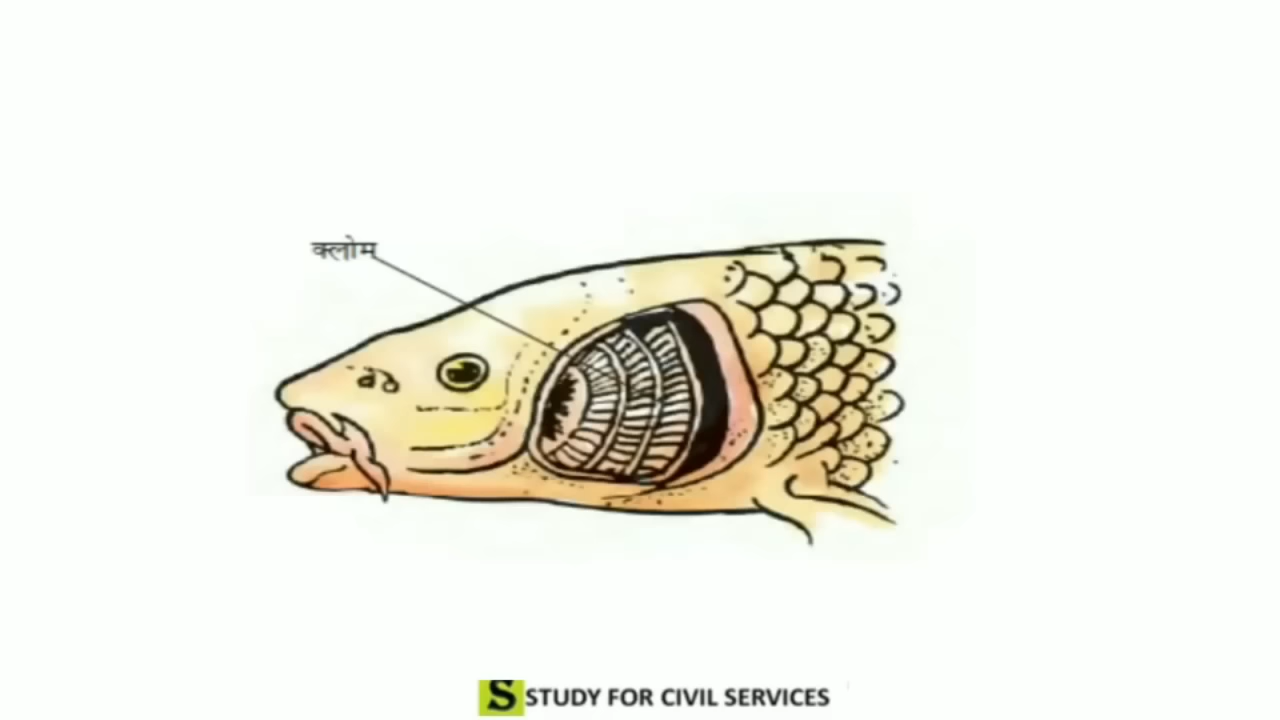 क्लोम
S STUDY FOR CIVIL SERVICES